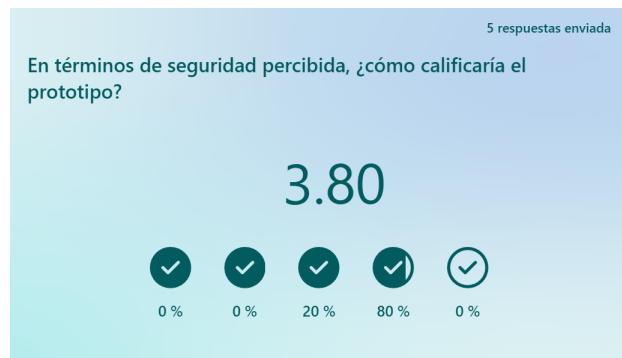 5 respuestas enviada
En términos de seguridad percibida, ¿cómo calificaría el
prototipo?
3.80
0 % 0 % 20 % 80 % 0 %